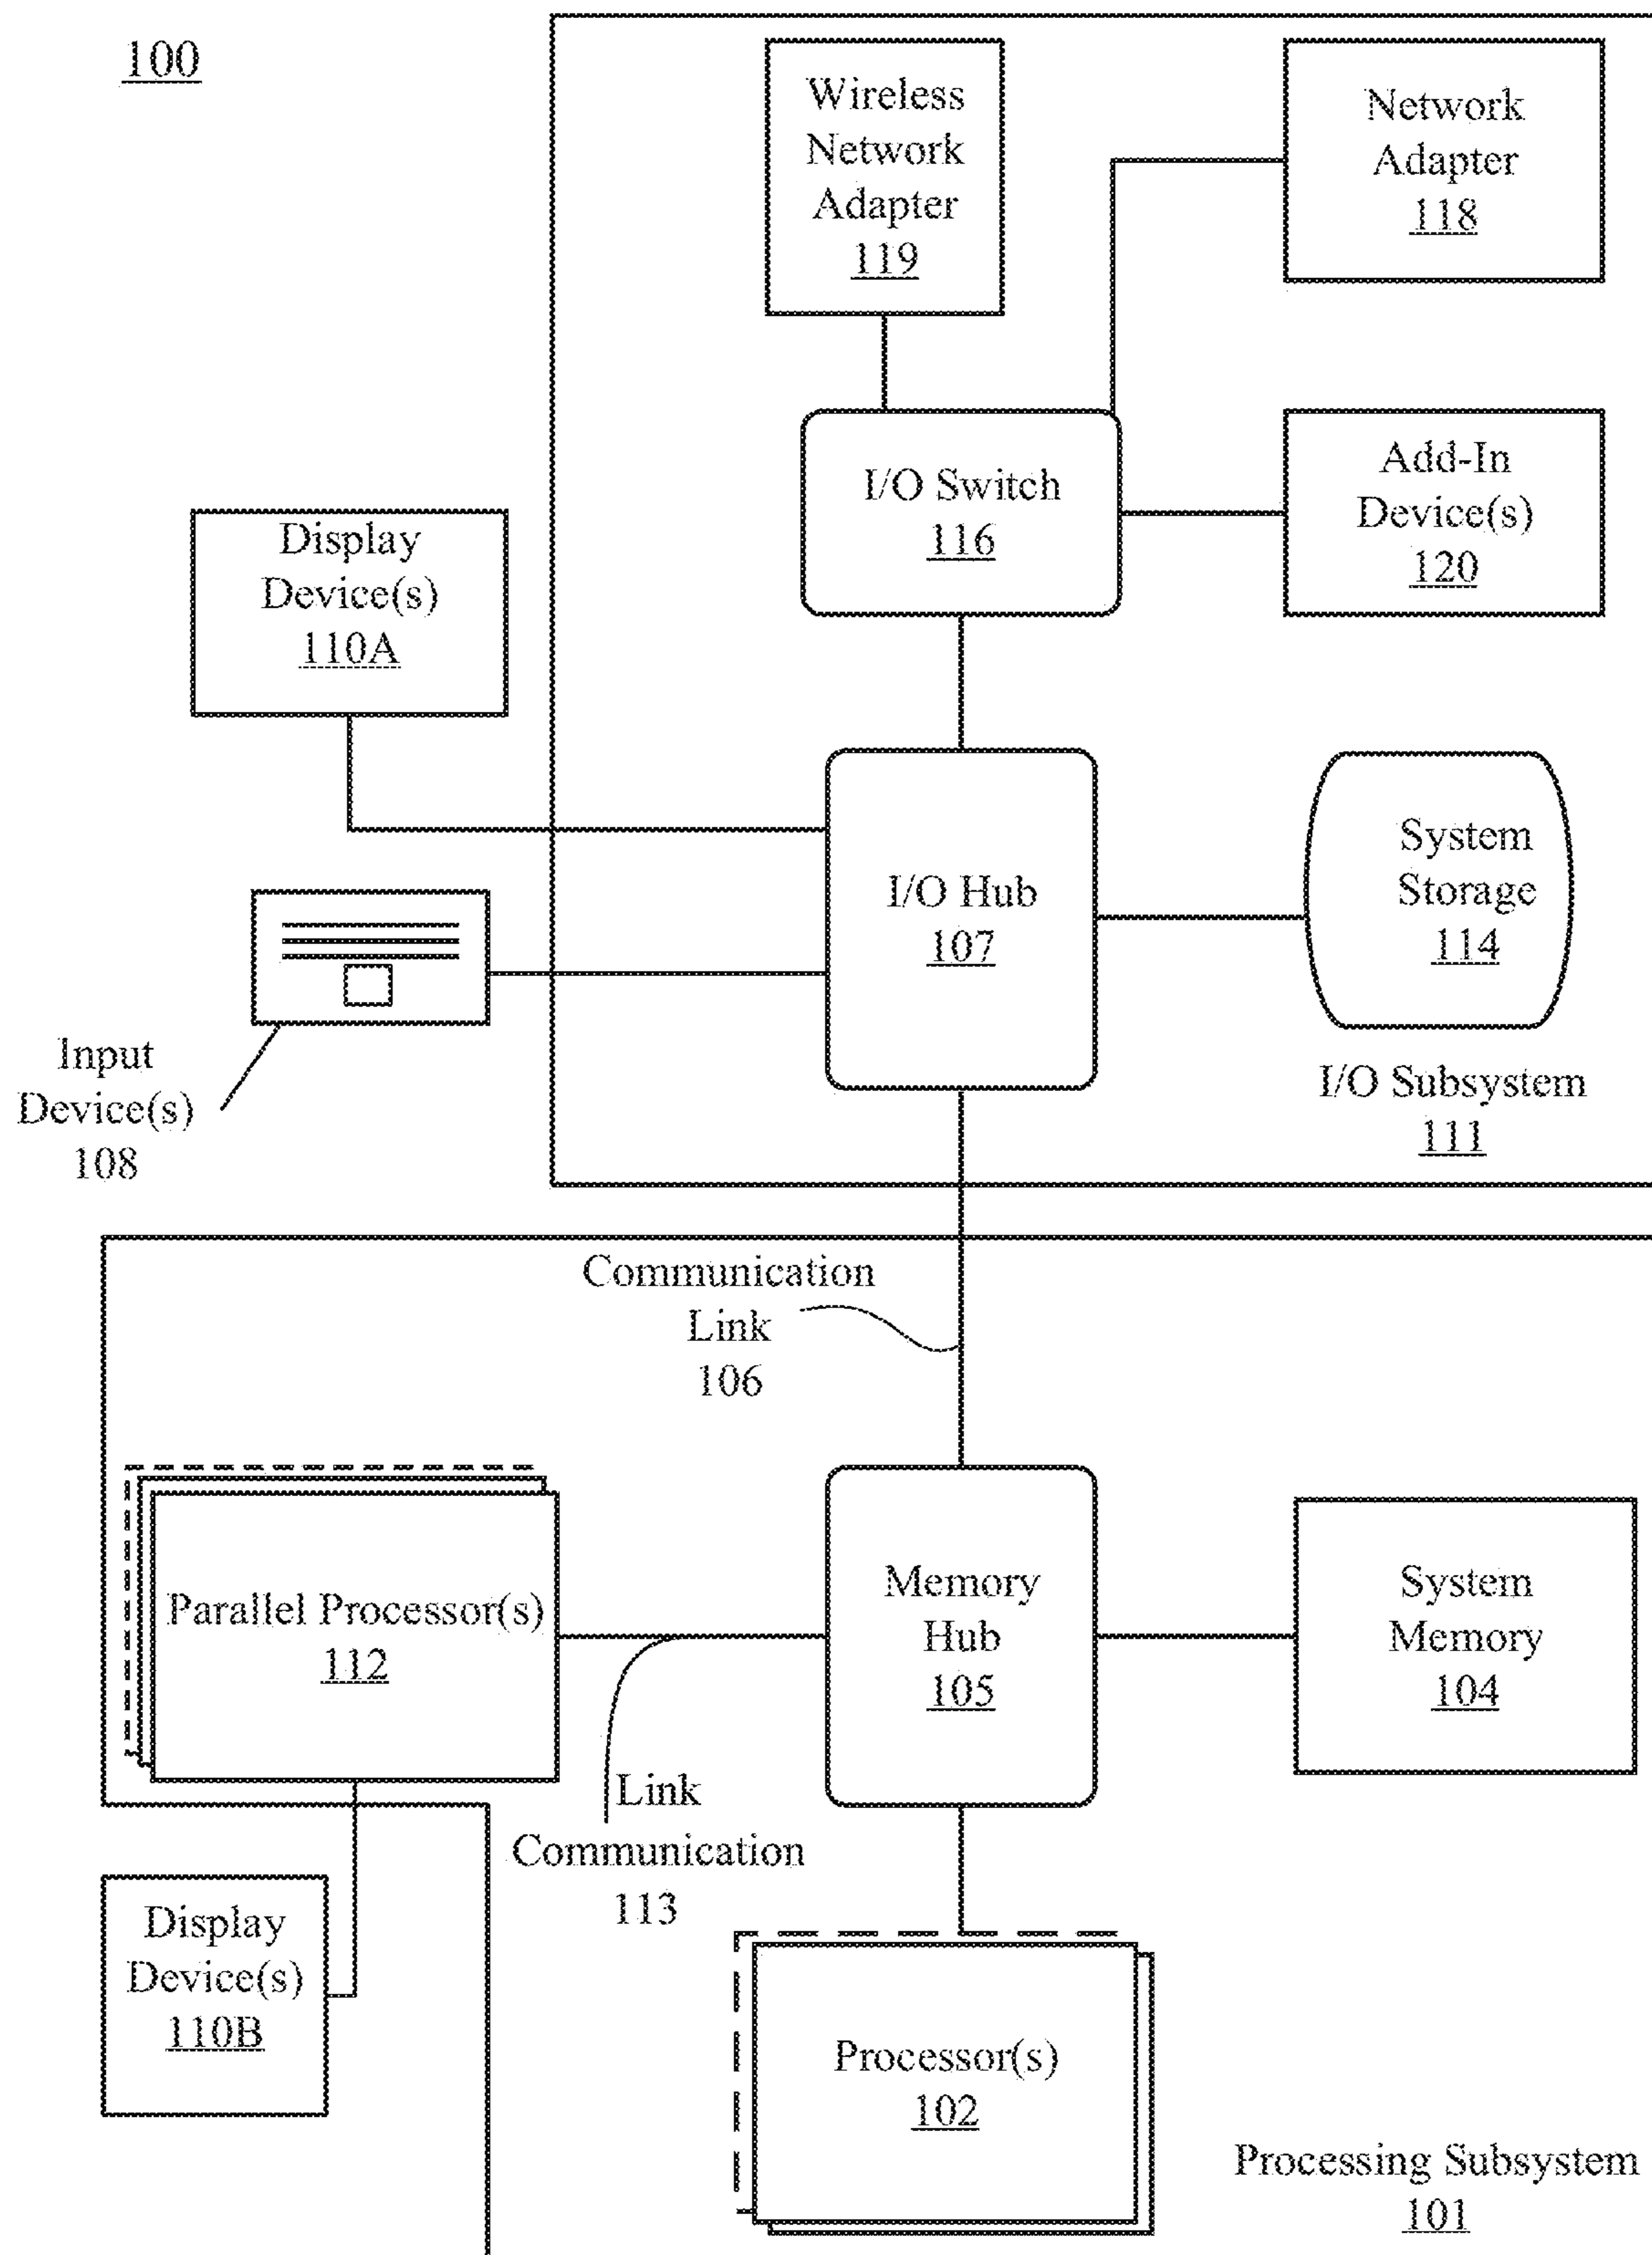 100
Wireless
Network
Adapter
119
Network
Adapter
118
I/O Switch
116
Add-In
Device(s)
120
Display
Device(s)
110A
I/O Hub
107
System
Storage
114
Input
Device(s)
108
I/O Subsystem
111
Communication
Link
106
Parallel Processor(s)
112
Memory
Hub
105
System
Memory
104
Link
Communication
113
Display
Device(s)
110B
Processor(s)
102
Processing Subsystem
101